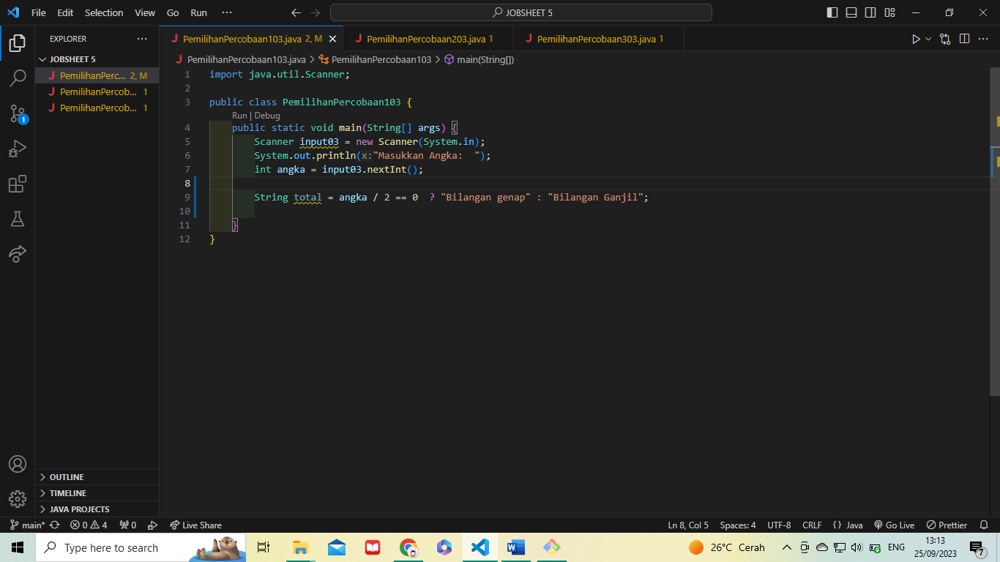 File Edit Selection View Go Run ··· JOBSHEET 5
EXPLORER ···
JOBSHEET 5
PemilihanPerc... 2, M
PemilihanPercob... 1
PemilihanPercob... 1
OUTLINE
TIMELINE
JAVA PROJECTS
PemilihanPercobaan103.java 2, M PemilihanPercobaan203.java 1 PemilihanPercobaan303.java 1
PemilihanPercobaan103.java > PemilihanPercobaan103 > main(String[])
1 import java.util.Scanner;
2
3 public class PemilihanPercobaan103 {
Run | Debug
4 public static void main(String[] args) {
5 Scanner input03 = new Scanner(System.in);
6 System.out.println(x:"Masukkan Angka:  ");
7 int angka = input03.nextInt();
8
9 String total = angka / 2 == 0  ? "Bilangan genap" : "Bilangan Ganjil";
10
11 }
12 }
main* 0 4 0 Live Share Ln 8, Col 5 Spaces: 4 UTF-8 CRLF {} Java Go Live Prettier
Type here to search 26°C Cerah ENG 13:13
25/09/2023 7